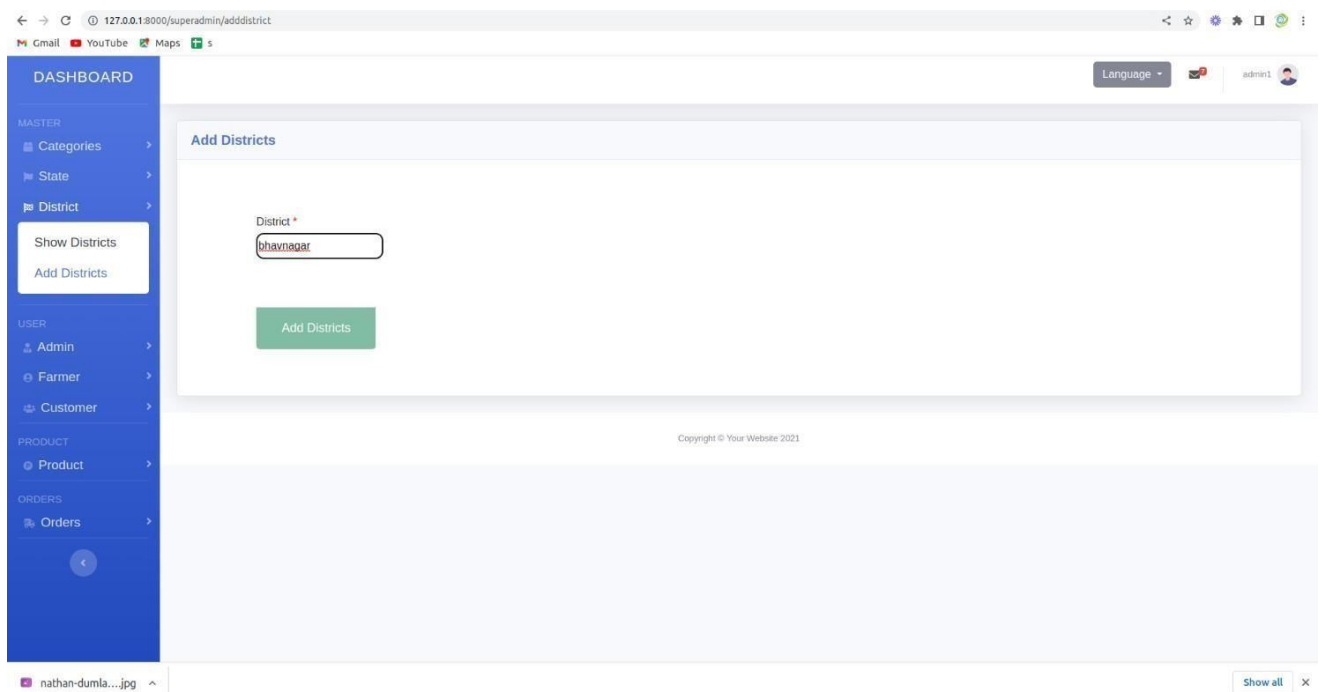 127.0.0.1:8000/superadmin/adddistrict
Gmail YouTube Maps s
DASHBOARD
Language
admin1
MASTER
Categories
State
District
Show Districts
Add Districts
USER
Admin
Farmer
Customer
PRODUCT
Product
ORDERS
Orders
Add Districts
District *
bhavnagar
Add Districts
Copyright © Your Website 2021
nathan-dumla....jpg
Show all